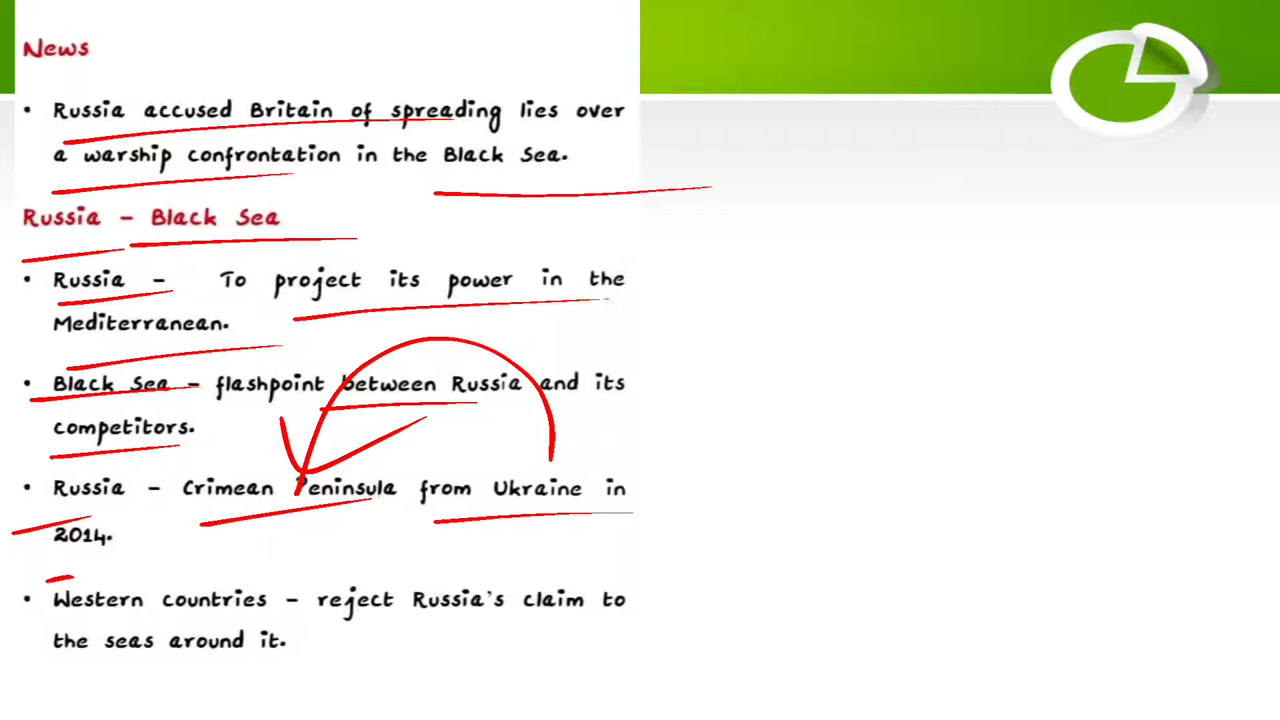 News
• Russia accused Britain of spreading lies over
a warship confrontation in the Black Sea.
Russia – Black Sea
• Russia – To project its power in the
Mediterranean.
• Black Sea – flashpoint between Russia and its
competitors.
• Russia – Crimean Peninsula from Ukraine in
2014.
• Western countries – reject Russia's claim to
the seas around it.